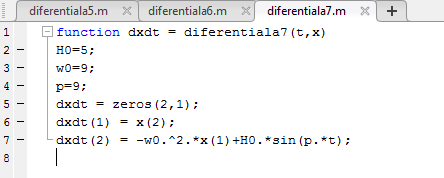 diferentiala5.m × diferentiala6.m × diferentiala7.m × +
1 function dxdt = diferentiala7(t,x)
2 – H0=5;
3 – w0=9;
4 – p=9;
5 – dxdt = zeros(2,1);
6 – dxdt(1) = x(2);
7 – dxdt(2) = -w0.^2.*x(1)+H0.*sin(p.*t);
8